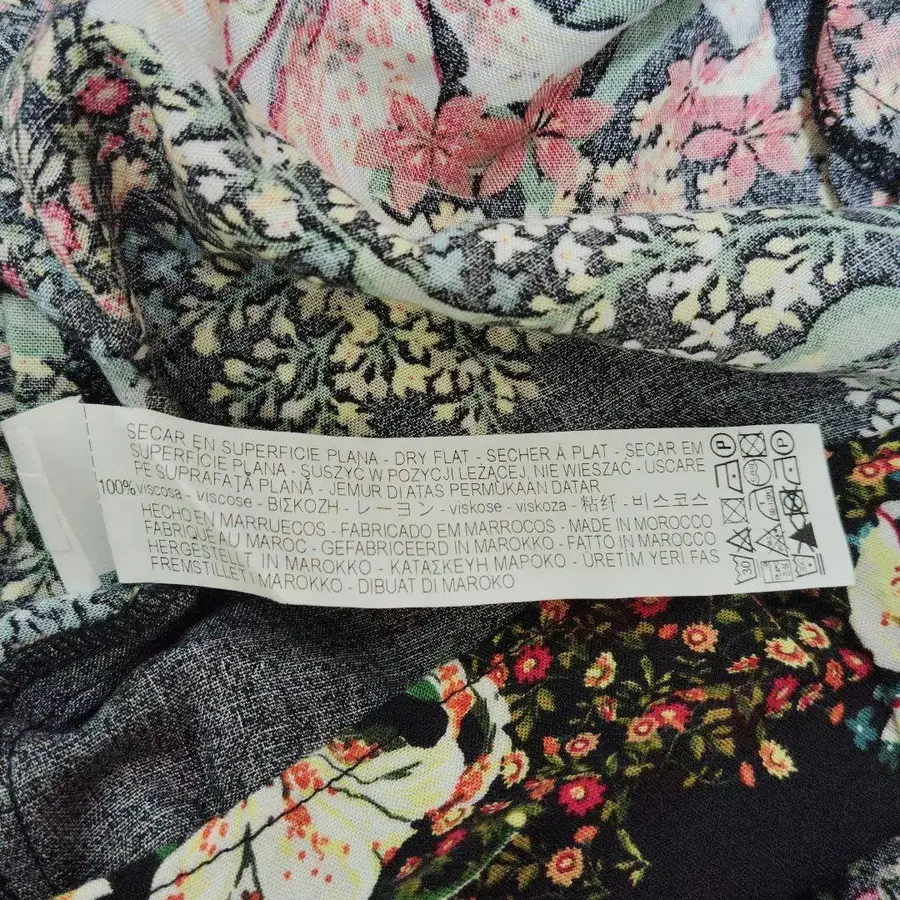 SECAR EN SUPERFICIE PLANA - DRY FLAT - SECHER À PLAT - SECAR EM
SUPERFÍCIE PLANA - SUSZYĆ W POZYCJI LEŻĄCEJ, NIE WIESZAĆ - USCARE
PE SUPRAFAŢĂ PLANĂ - JEMUR DI ATAS PERMUKAAN DATAR
100% viscosa - viscose - ΒΙΣΚΟΖΗ - レーヨン - viskose - viskoza - 粘纤 - 비스코스
HECHO EN MARRUECOS - FABRICADO EM MARROCOS - MADE IN MOROCCO
FABRIQUE AU MAROC - GEFABRICEERD IN MAROKKO - FATTO IN MAROCCO
HERGESTELLT IN MAROKKO - ΚΑΤΑΣΚΕΥΗ ΜΑΡΟΚΟ - ÜRETİM YERİ FAS
FREMSTILLET I MAROKKO - DIBUAT DI MAROKO
P
P
30